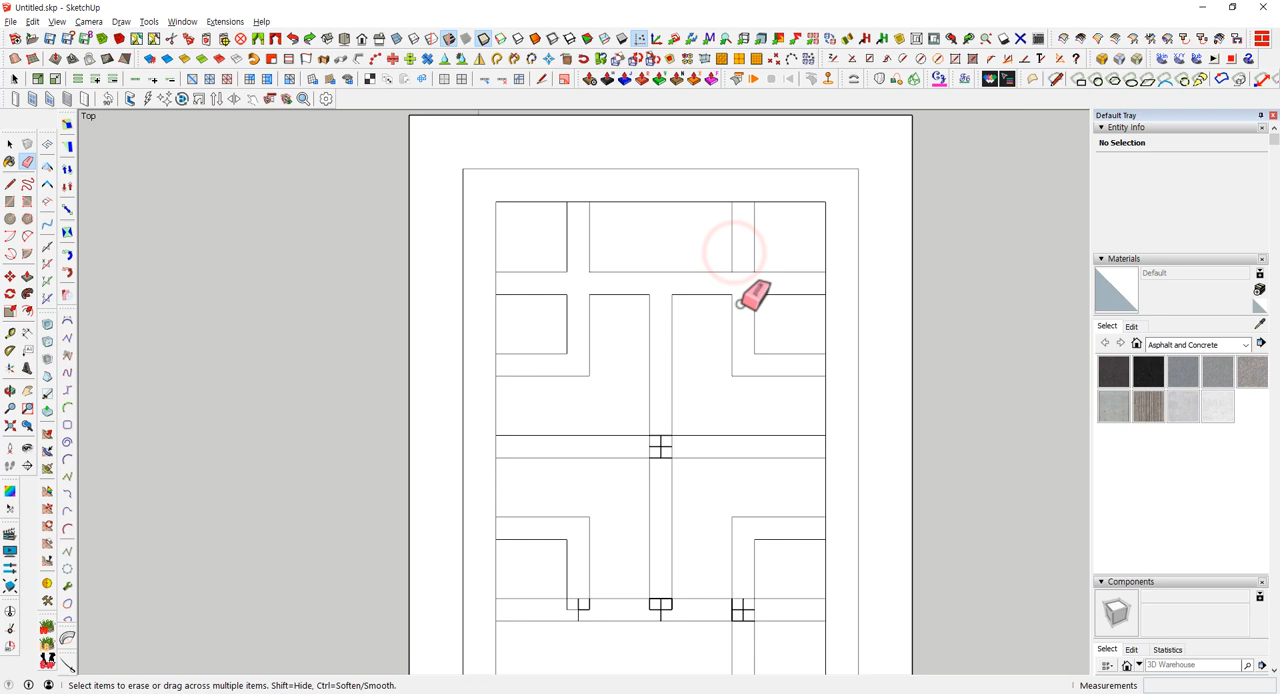 Untitled.skp - SketchUp
File Edit View Camera Draw Tools Window Extensions Help
Top
Default Tray
Entity Info
No Selection
Materials
Default
Select Edit
Asphalt and Concrete
Components
Select Edit Statistics
3D Warehouse
Select items to erase or drag across multiple items. Shift=Hide, Ctrl=Soften/Smooth.
Measurements